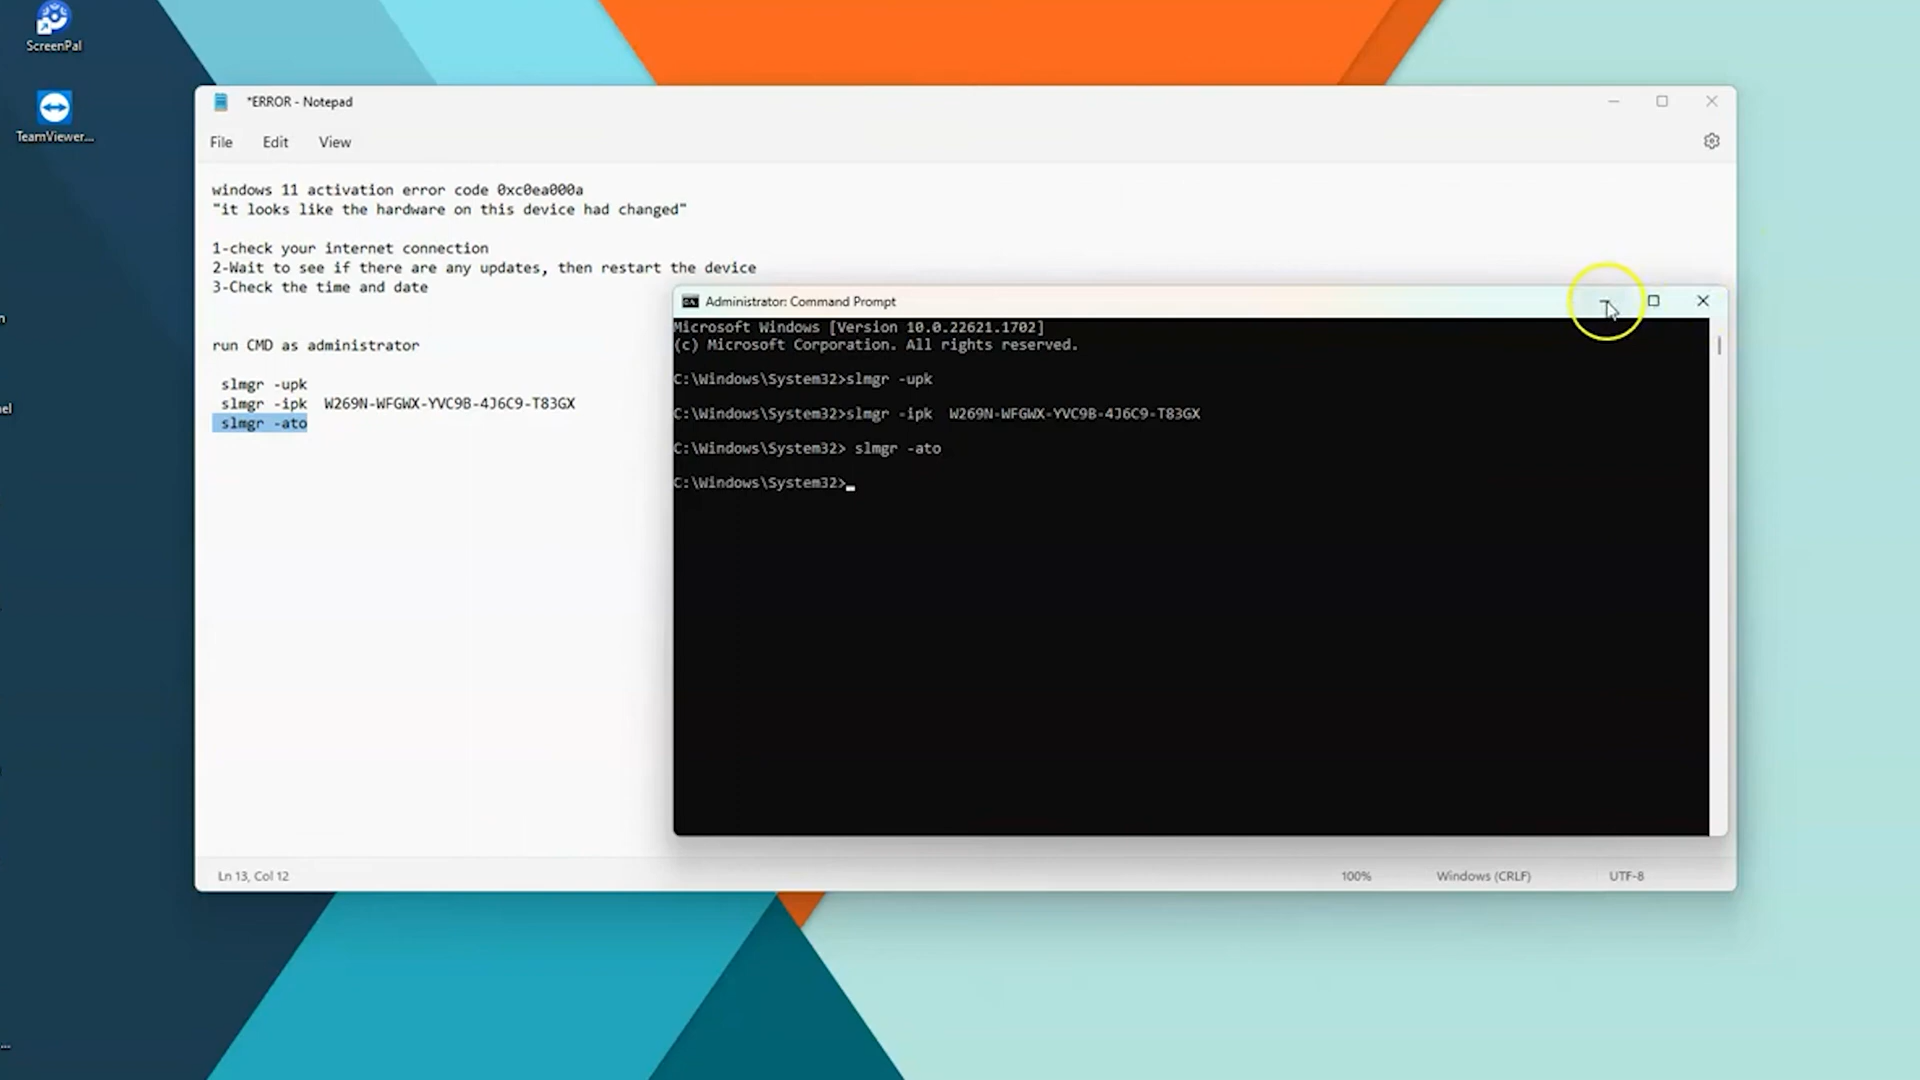 ScreenPal
TeamViewer...
*ERROR - Notepad
File Edit View
windows 11 activation error code 0xc0ea000a
"it looks like the hardware on this device had changed"
1-check your internet connection
2-Wait to see if there are any updates, then restart the device
3-Check the time and date
run CMD as administrator
slmgr -upk
slmgr -ipk  W269N-WFGWX-YVC9B-4J6C9-T83GX
slmgr -ato
Administrator: Command Prompt
Microsoft Windows [Version 10.0.22621.1702]
(c) Microsoft Corporation. All rights reserved.
C:\Windows\System32>slmgr -upk
C:\Windows\System32>slmgr -ipk  W269N-WFGWX-YVC9B-4J6C9-T83GX
C:\Windows\System32> slmgr -ato
C:\Windows\System32>
Ln 13, Col 12
100%
Windows (CRLF)
UTF-8